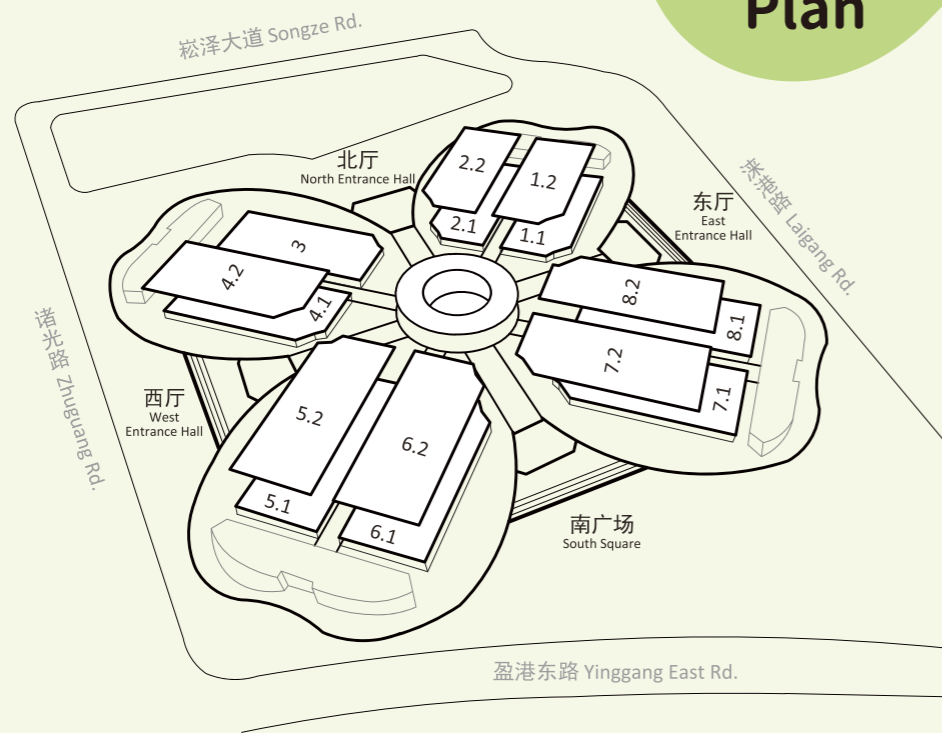 Plan
崧泽大道 Songze Rd.
北厅
North Entrance Hall
2.2
1.2
2.1
1.1
东厅
East
Entrance Hall
涞港路 Laigang Rd.
3
4.2
4.1
8.2
8.1
7.2
7.1
诸光路 Zhuguang Rd.
西厅
West
Entrance Hall
5.2
6.2
5.1
6.1
南广场
South Square
盈港东路 Yinggang East Rd.